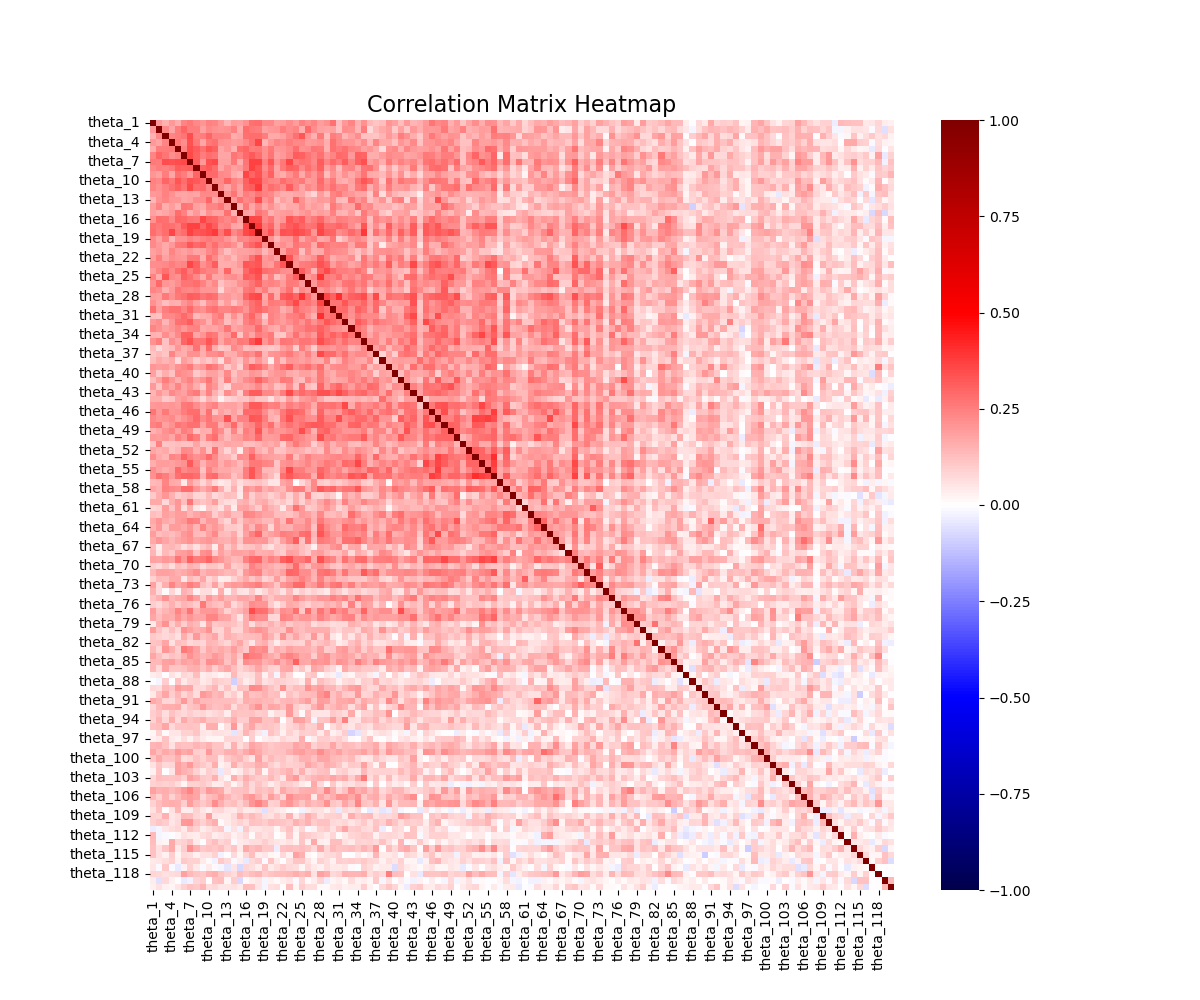 Correlation Matrix Heatmap
theta_1
theta_4
theta_7
theta_10
theta_13
theta_16
theta_19
theta_22
theta_25
theta_28
theta_31
theta_34
theta_37
theta_40
theta_43
theta_46
theta_49
theta_52
theta_55
theta_58
theta_61
theta_64
theta_67
theta_70
theta_73
theta_76
theta_79
theta_82
theta_85
theta_88
theta_91
theta_94
theta_97
theta_100
theta_103
theta_106
theta_109
theta_112
theta_115
theta_118
theta_1
theta_4
theta_7
theta_10
theta_13
theta_16
theta_19
theta_22
theta_25
theta_28
theta_31
theta_34
theta_37
theta_40
theta_43
theta_46
theta_49
theta_52
theta_55
theta_58
theta_61
theta_64
theta_67
theta_70
theta_73
theta_76
theta_79
theta_82
theta_85
theta_88
theta_91
theta_94
theta_97
theta_100
theta_103
theta_106
theta_109
theta_112
theta_115
theta_118
1.00
0.75
0.50
0.25
0.00
−0.25
−0.50
−0.75
−1.00